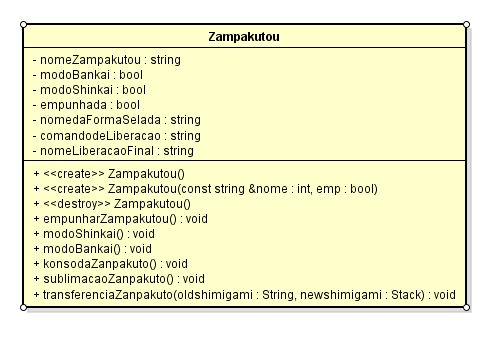 Zampakutou
- nomeZampakutou : string
- modoBankai : bool
- modoShinkai : bool
- empunhada : bool
- nomedaFormaSelada : string
- comandodeLiberacao : string
- nomeLiberacaoFinal : string
+ <<create>> Zampakutou()
+ <<create>> Zampakutou(const string &nome : int, emp : bool)
+ <<destroy>> Zampakutou()
+ empunharZampakutou() : void
+ modoShinkai() : void
+ modoBankai() : void
+ konsodaZanpakuto() : void
+ sublimacaoZanpakuto() : void
+ transferenciaZanpakuto(oldshimigami : String, newshimigami : Stack) : void